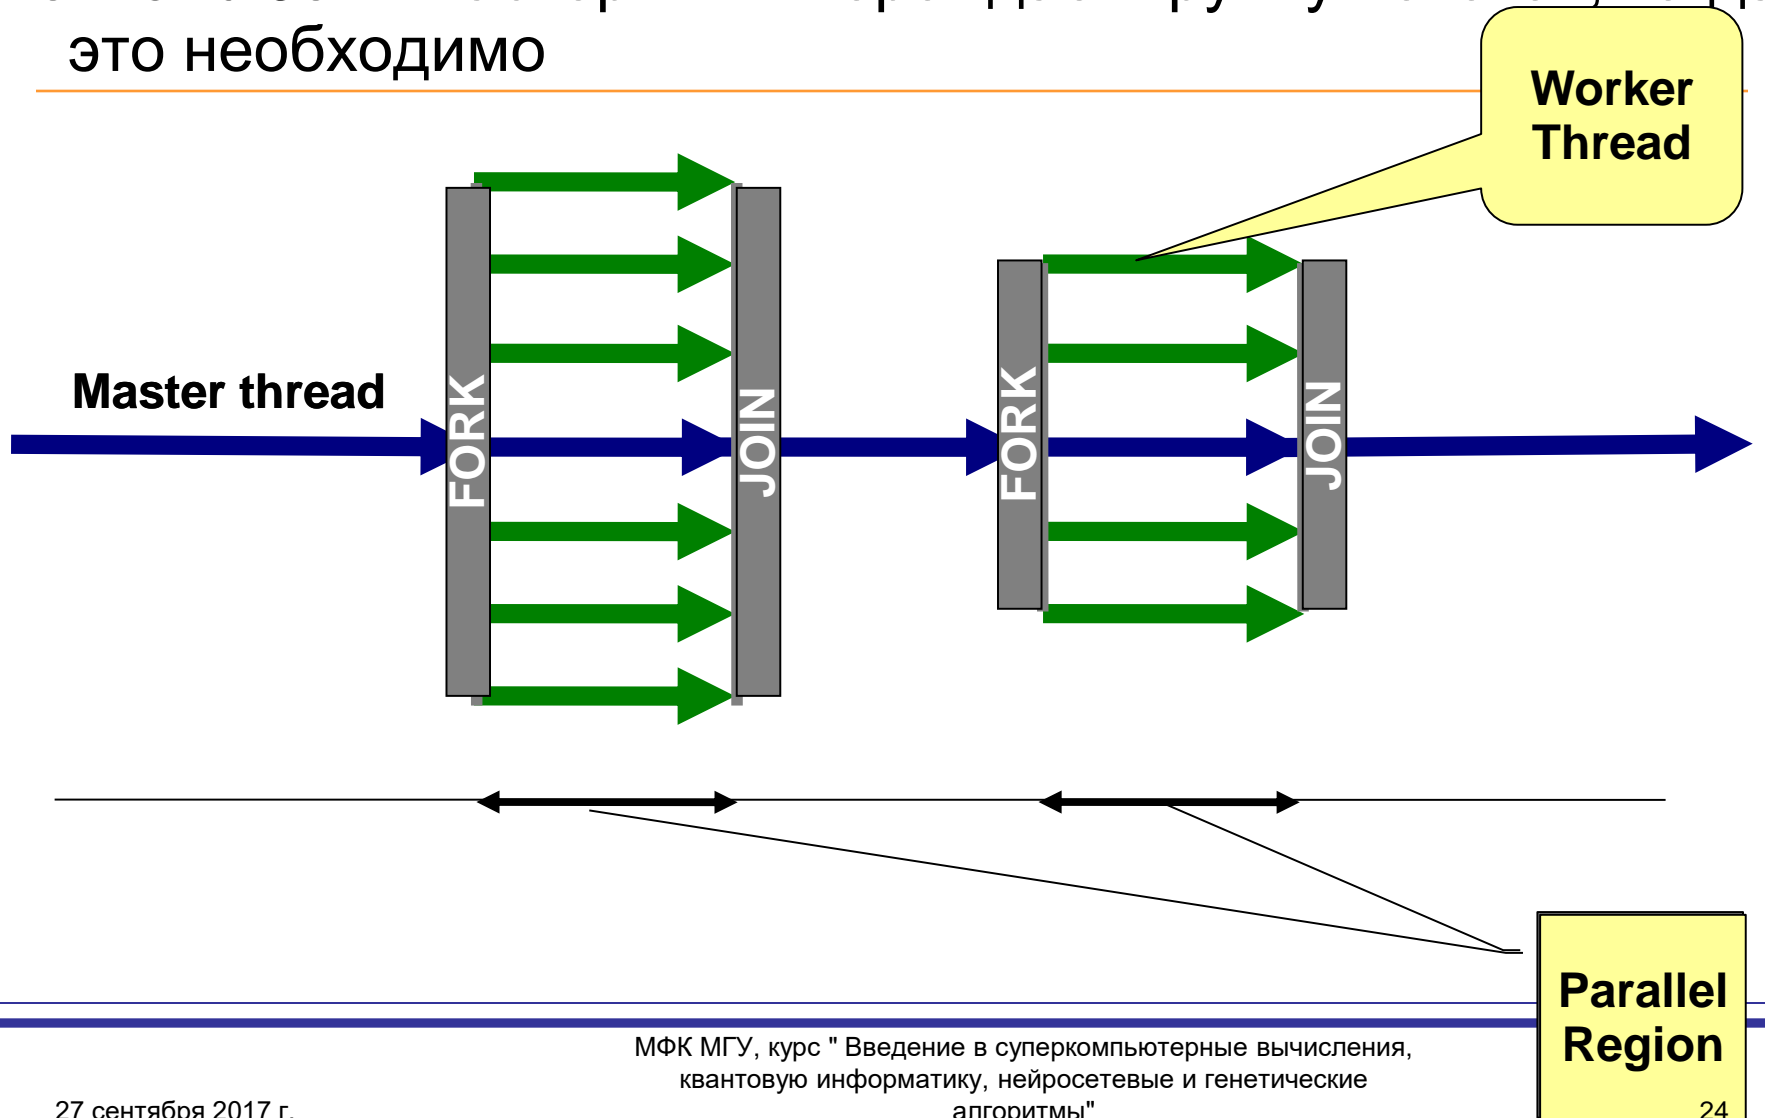 это необходимо
Worker
Thread
Master thread
FORK
JOIN
FORK
JOIN
Parallel
Region
МФК МГУ, курс " Введение в суперкомпьютерные вычисления,
квантовую информатику, нейросетевые и генетические
алгоритмы"
27 сентября 2017 г.
24